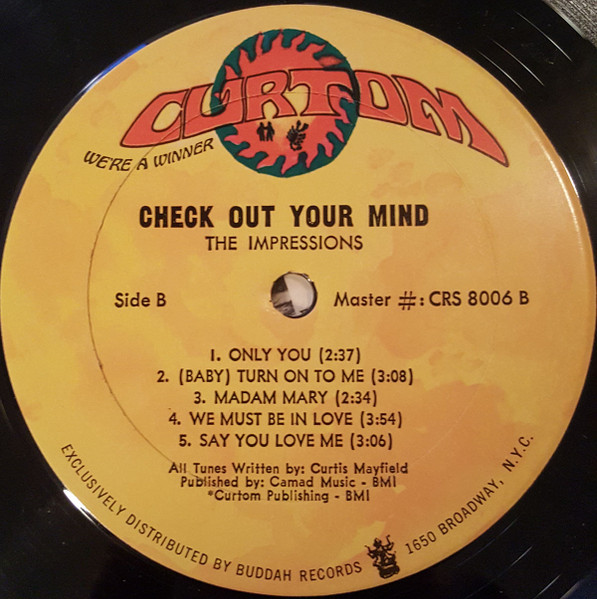 CURTOM
WE'RE A WINNER
CHECK OUT YOUR MIND
THE IMPRESSIONS
Side B
Master #: CRS 8006 B
1. ONLY YOU (2:37)
2. (BABY) TURN ON TO ME (3:08)
3. MADAM MARY (2:34)
4. WE MUST BE IN LOVE (3:54)
5. SAY YOU LOVE ME (3:06)
All Tunes Written by: Curtis Mayfield
Published by: Camad Music - BMI
*Curtom Publishing - BMI
EXCLUSIVELY DISTRIBUTED BY BUDDAH RECORDS 1650 BROADWAY, N.Y.C.